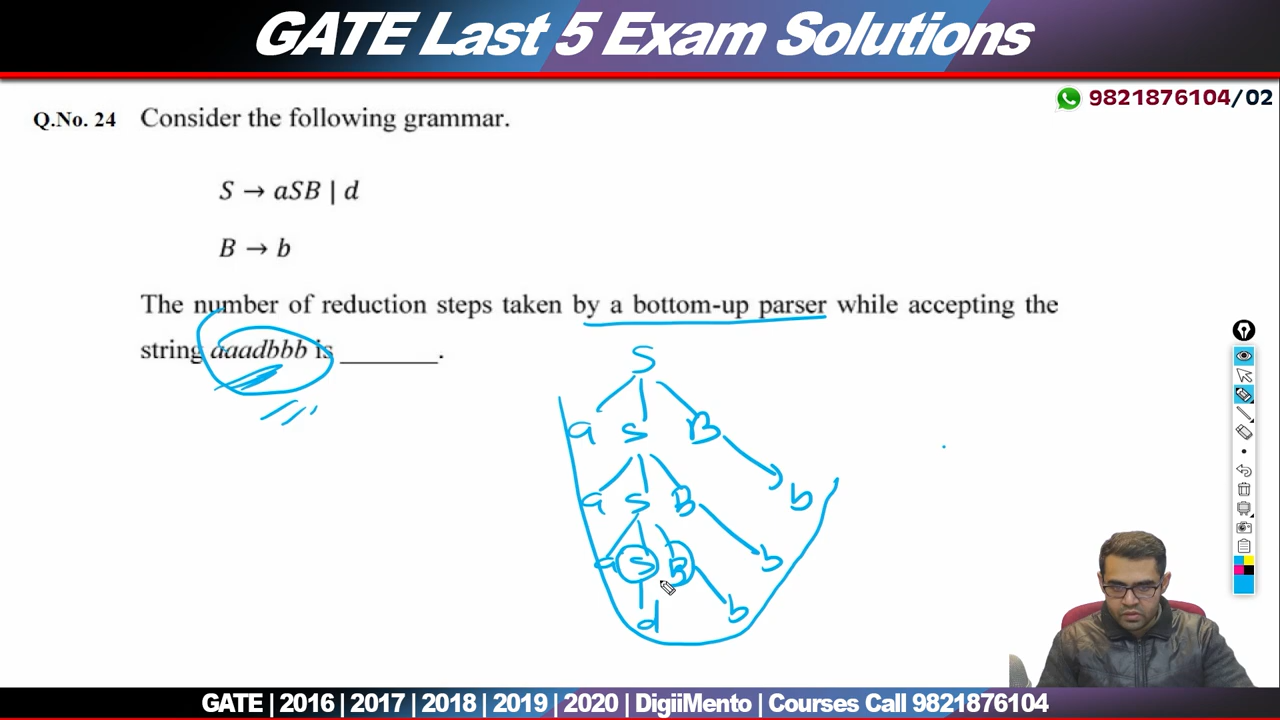 GATE Last 5 Exam Solutions
9821876104/02
Q.No. 24 Consider the following grammar.
S → aSB | d
B → b
The number of reduction steps taken by a bottom-up parser while accepting the
string aaadbbb is ________.
S
a S B
a S B b
a S B b
d b
GATE | 2016 | 2017 | 2018 | 2019 | 2020 | DigiiMento | Courses Call 9821876104